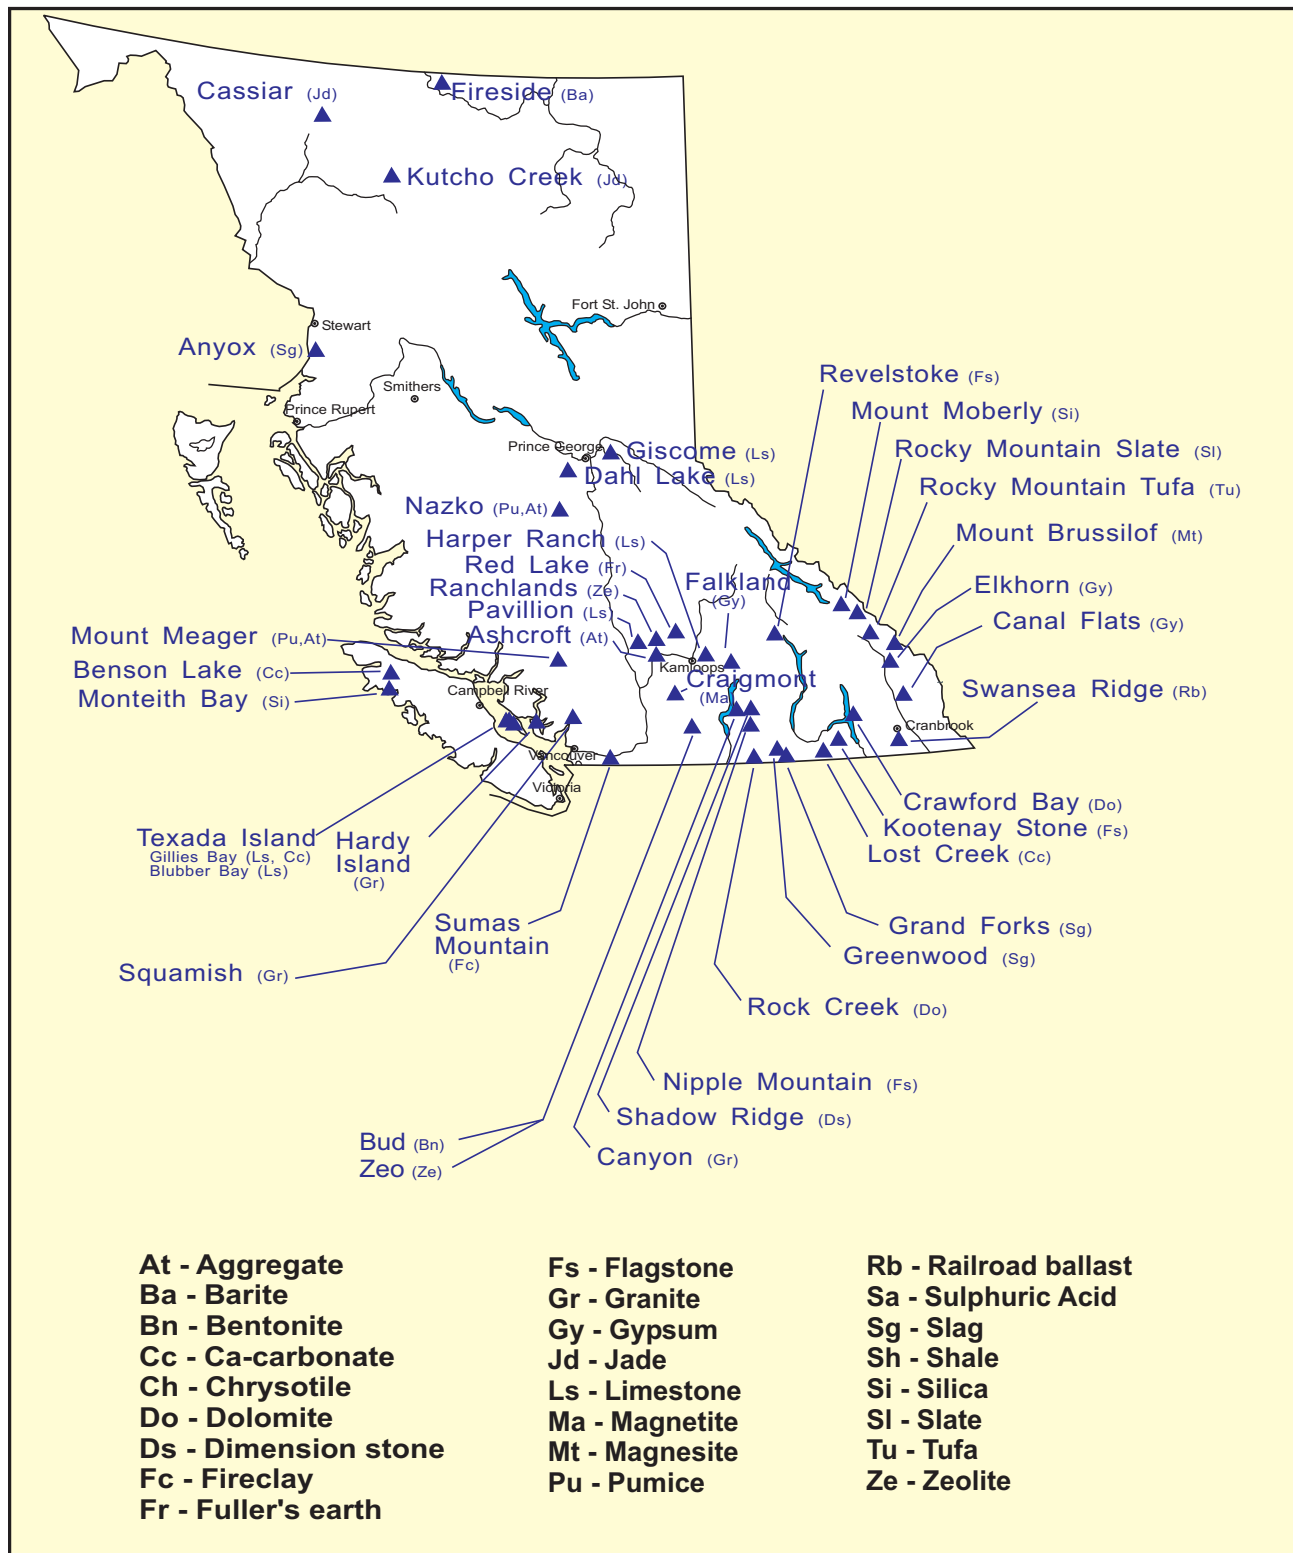 Cassiar (Jd)
Fireside (Ba)
Kutcho Creek (Jd)
Fort St. John
Stewart
Anyox (Sg)
Smithers
Prince Rupert
Revelstoke (Fs)
Mount Moberly (Si)
Rocky Mountain Slate (Sl)
Rocky Mountain Tufa (Tu)
Mount Brussilof (Mt)
Elkhorn (Gy)
Canal Flats (Gy)
Swansea Ridge (Rb)
Cranbrook
Prince George
Giscome (Ls)
Dahl Lake (Ls)
Nazko (Pu,At)
Harper Ranch (Ls)
Red Lake (Fr)
Ranchlands (Ze)
Pavillion (Ls)
Ashcroft (At)
Falkland
(Gy)
Kamloops
Craigmont
(Ma)
Mount Meager (Pu,At)
Benson Lake (Cc)
Monteith Bay (Si)
Campbell River
Vancouver
Victoria
Texada Island
Gillies Bay (Ls, Cc)
Blubber Bay (Ls)
Hardy
Island
(Gr)
Crawford Bay (Do)
Kootenay Stone (Fs)
Lost Creek (Cc)
Sumas
Mountain
(Fc)
Squamish (Gr)
Grand Forks (Sg)
Greenwood (Sg)
Rock Creek (Do)
Nipple Mountain (Fs)
Shadow Ridge (Ds)
Canyon (Gr)
Bud (Bn)
Zeo (Ze)
At - Aggregate
Ba - Barite
Bn - Bentonite
Cc - Ca-carbonate
Ch - Chrysotile
Do - Dolomite
Ds - Dimension stone
Fc - Fireclay
Fr - Fuller's earth
Fs - Flagstone
Gr - Granite
Gy - Gypsum
Jd - Jade
Ls - Limestone
Ma - Magnetite
Mt - Magnesite
Pu - Pumice
Rb - Railroad ballast
Sa - Sulphuric Acid
Sg - Slag
Sh - Shale
Si - Silica
Sl - Slate
Tu - Tufa
Ze - Zeolite